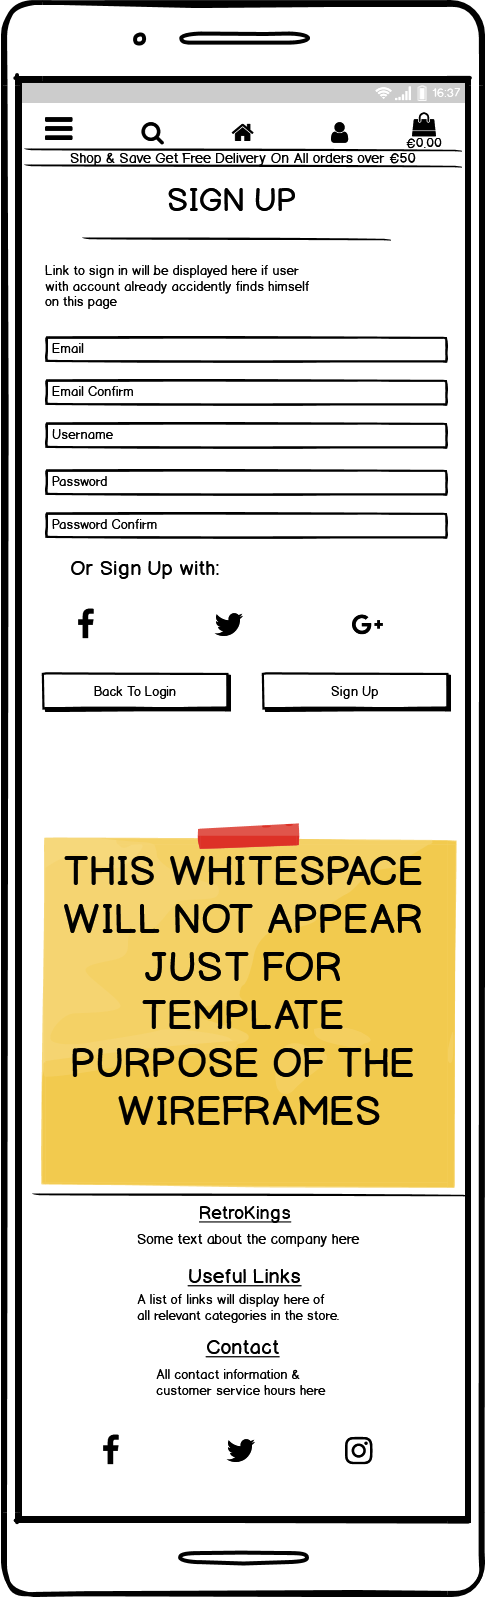 16:37
€0.00
Shop & Save Get Free Delivery On All orders over €50
SIGN UP
Link to sign in will be displayed here if user
with account already accidently finds himself
on this page
Email
Email Confirm
Username
Password
Password Confirm
Or Sign Up with:
G+
Back To Login
Sign Up
THIS WHITESPACE
WILL NOT APPEAR
JUST FOR
TEMPLATE
PURPOSE OF THE
WIREFRAMES
RetroKings
Some text about the company here
Useful Links
A list of links will display here of
all relevant categories in the store.
Contact
All contact information &
customer service hours here